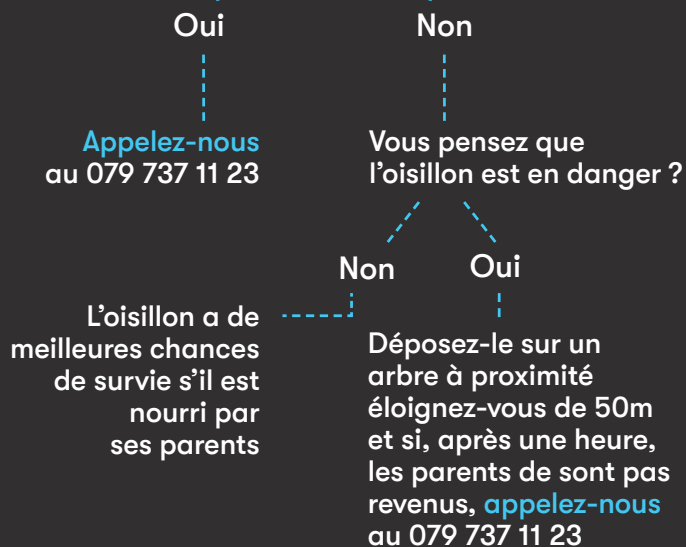 Oui
Non
Appelez-nous
au 079 737 11 23
Vous pensez que
l'oisillon est en danger ?
Non
Oui
L'oisillon a de
meilleures chances
de survie s'il est
nourri par
ses parents
Déposez-le sur un
arbre à proximité
éloignez-vous de 50m
et si, après une heure,
les parents de sont pas
revenus, appelez-nous
au 079 737 11 23